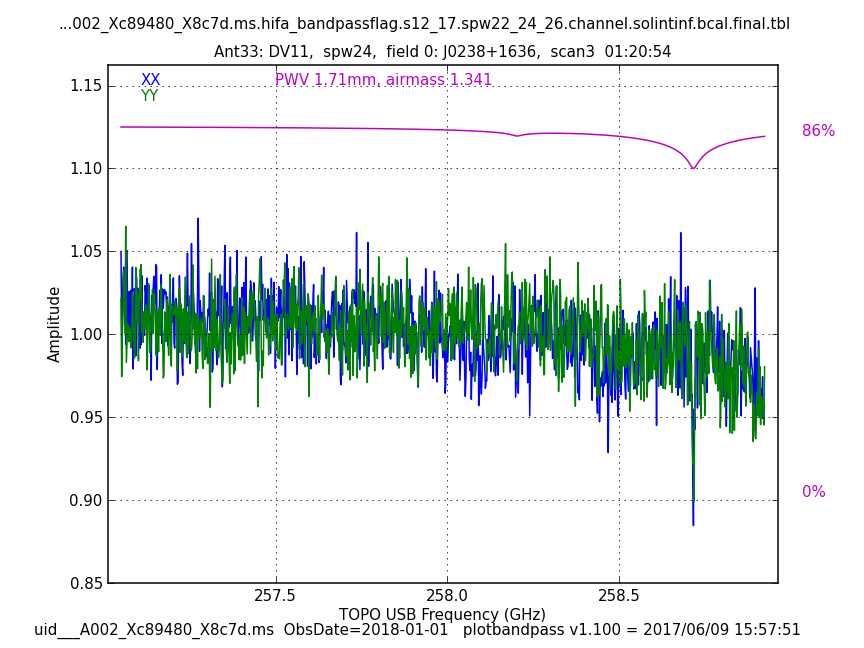 ...002_Xc89480_X8c7d.ms.hifa_bandpassflag.s12_17.spw22_24_26.channel.solintinf.bcal.final.tbl
Ant33: DV11,  spw24,  field 0: J0238+1636,  scan3  01:20:54
XX
YY
PWV 1.71mm, airmass 1.341
86%
0%
1.15
1.10
1.05
1.00
0.95
0.90
0.85
Amplitude
257.5
258.0
258.5
TOPO USB Frequency (GHz)
uid___A002_Xc89480_X8c7d.ms  ObsDate=2018-01-01   plotbandpass v1.100 = 2017/06/09 15:57:51